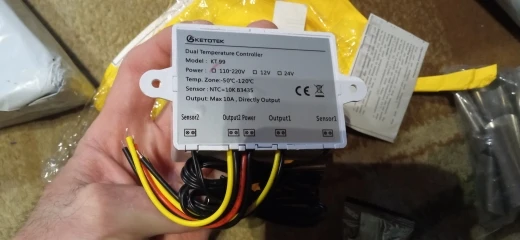 KETOTEK
Dual Temperature Controller
Model : KT 99
Power : 110-220V 12V 24V
Temp. Zone:-50℃-120℃
Sensor : NTC=10K B3435
Output: Max 10A , Directly Output
CE
Sensor2 Output2 Power Output1 Sensor1